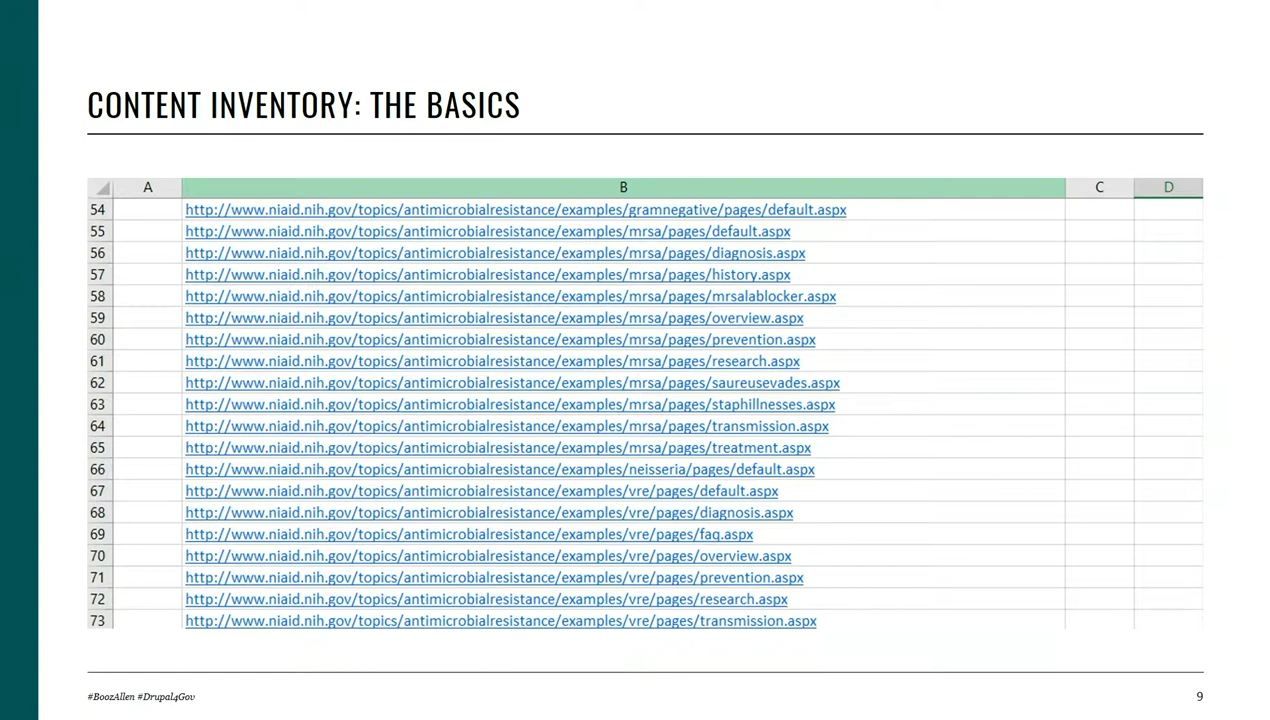 CONTENT INVENTORY: THE BASICS
A B C D
54 http://www.niaid.nih.gov/topics/antimicrobialresistance/examples/gramnegative/pages/default.aspx
55 http://www.niaid.nih.gov/topics/antimicrobialresistance/examples/mrsa/pages/default.aspx
56 http://www.niaid.nih.gov/topics/antimicrobialresistance/examples/mrsa/pages/diagnosis.aspx
57 http://www.niaid.nih.gov/topics/antimicrobialresistance/examples/mrsa/pages/history.aspx
58 http://www.niaid.nih.gov/topics/antimicrobialresistance/examples/mrsa/pages/mrsalablocker.aspx
59 http://www.niaid.nih.gov/topics/antimicrobialresistance/examples/mrsa/pages/overview.aspx
60 http://www.niaid.nih.gov/topics/antimicrobialresistance/examples/mrsa/pages/prevention.aspx
61 http://www.niaid.nih.gov/topics/antimicrobialresistance/examples/mrsa/pages/research.aspx
62 http://www.niaid.nih.gov/topics/antimicrobialresistance/examples/mrsa/pages/saureusevades.aspx
63 http://www.niaid.nih.gov/topics/antimicrobialresistance/examples/mrsa/pages/staphillnesses.aspx
64 http://www.niaid.nih.gov/topics/antimicrobialresistance/examples/mrsa/pages/transmission.aspx
65 http://www.niaid.nih.gov/topics/antimicrobialresistance/examples/mrsa/pages/treatment.aspx
66 http://www.niaid.nih.gov/topics/antimicrobialresistance/examples/neisseria/pages/default.aspx
67 http://www.niaid.nih.gov/topics/antimicrobialresistance/examples/vre/pages/default.aspx
68 http://www.niaid.nih.gov/topics/antimicrobialresistance/examples/vre/pages/diagnosis.aspx
69 http://www.niaid.nih.gov/topics/antimicrobialresistance/examples/vre/pages/faq.aspx
70 http://www.niaid.nih.gov/topics/antimicrobialresistance/examples/vre/pages/overview.aspx
71 http://www.niaid.nih.gov/topics/antimicrobialresistance/examples/vre/pages/prevention.aspx
72 http://www.niaid.nih.gov/topics/antimicrobialresistance/examples/vre/pages/research.aspx
73 http://www.niaid.nih.gov/topics/antimicrobialresistance/examples/vre/pages/transmission.aspx
#BoozAllen #Drupal4Gov
9